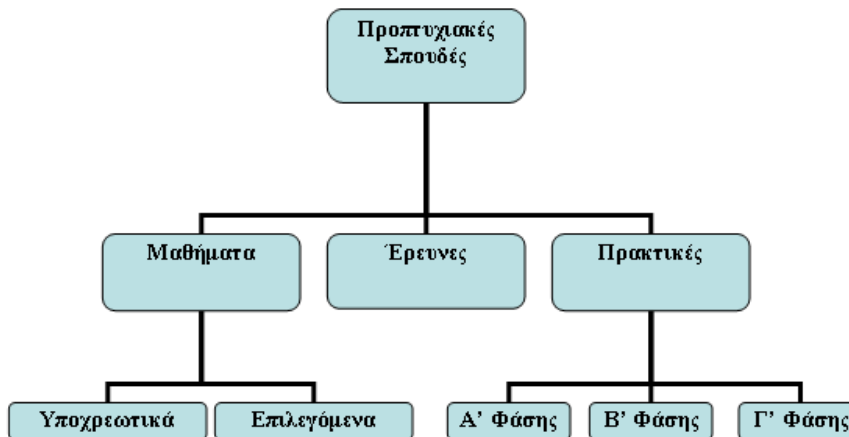 Προπτυχιακές
Σπουδές
Μαθήματα
Έρευνες
Πρακτικές
Υποχρεωτικά
Επιλεγόμενα
Α’ Φάσης
Β’ Φάσης
Γ’ Φάσης